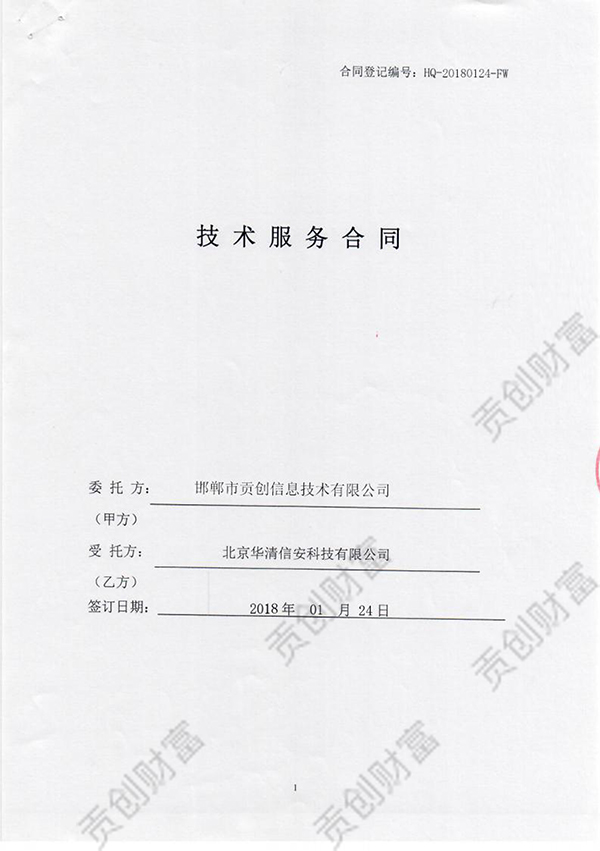 合同登记编号：HQ-20180124-FW
技术服务合同
贡创财富
委 托 方： 邯郸市贡创信息技术有限公司
（甲方）
受 托方： 北京华清信安科技有限公司
（乙方）
签订日期： 2018 年 01 月 24 日
贡创财富
贡创财富
贡创财富
贡创财富
1